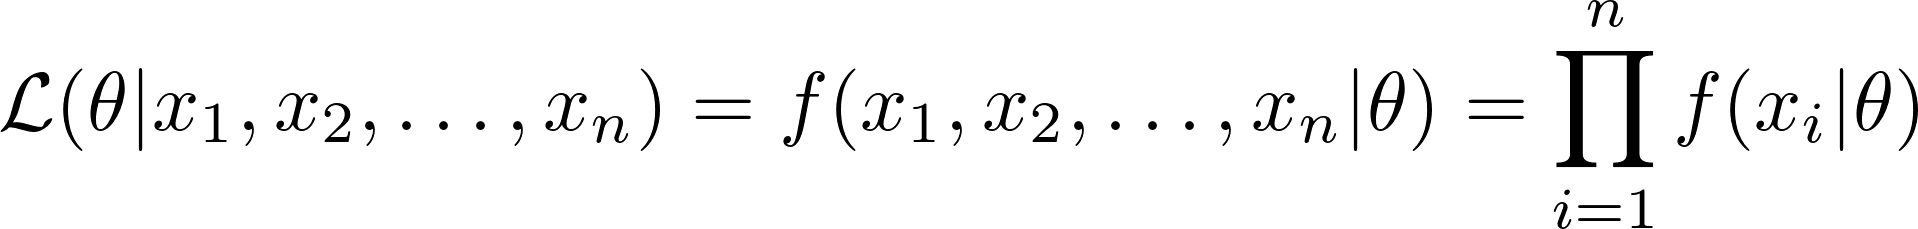 ℒ(θ|x₁, x₂, ..., xₙ) = f(x₁, x₂, ..., xₙ|θ) = ∏ᵢ₌₁ⁿ f(xᵢ|θ)